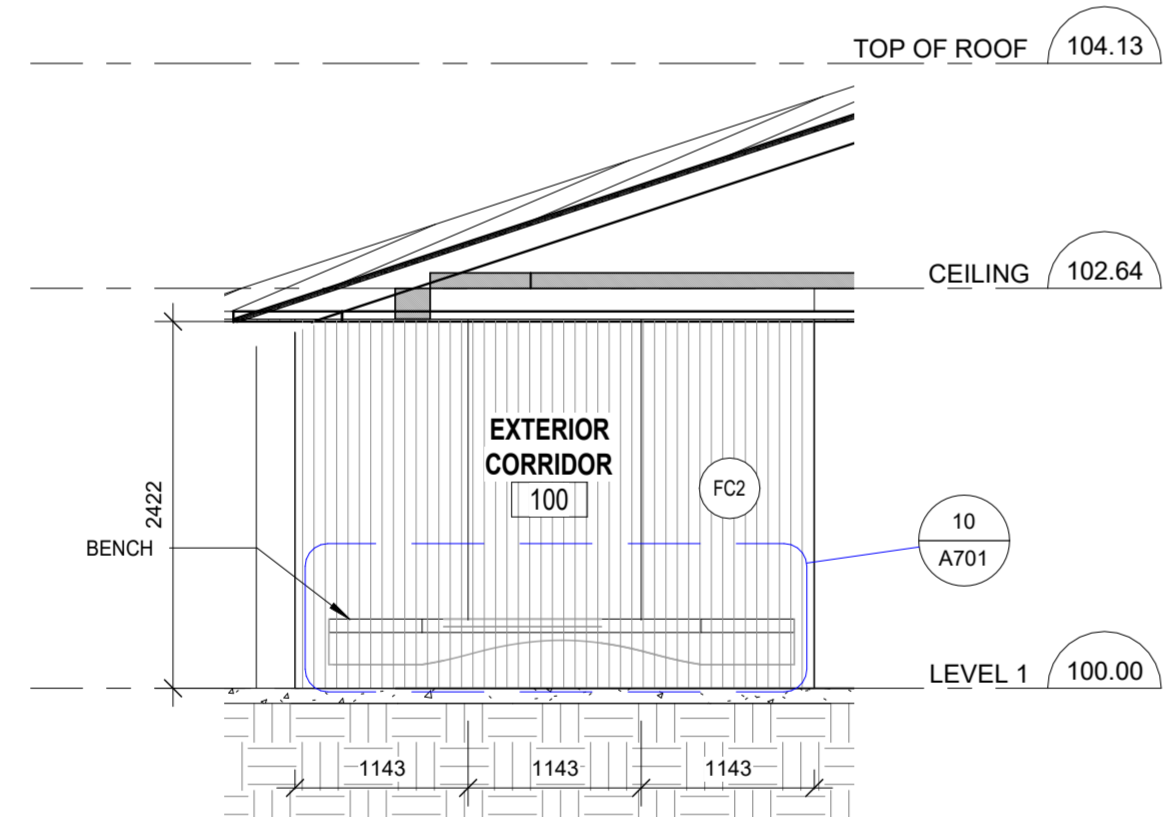 TOP OF ROOF 104.13
CEILING 102.64
EXTERIOR
CORRIDOR
100
FC2
2422
BENCH
10
A701
LEVEL 1 100.00
1143 1143 1143